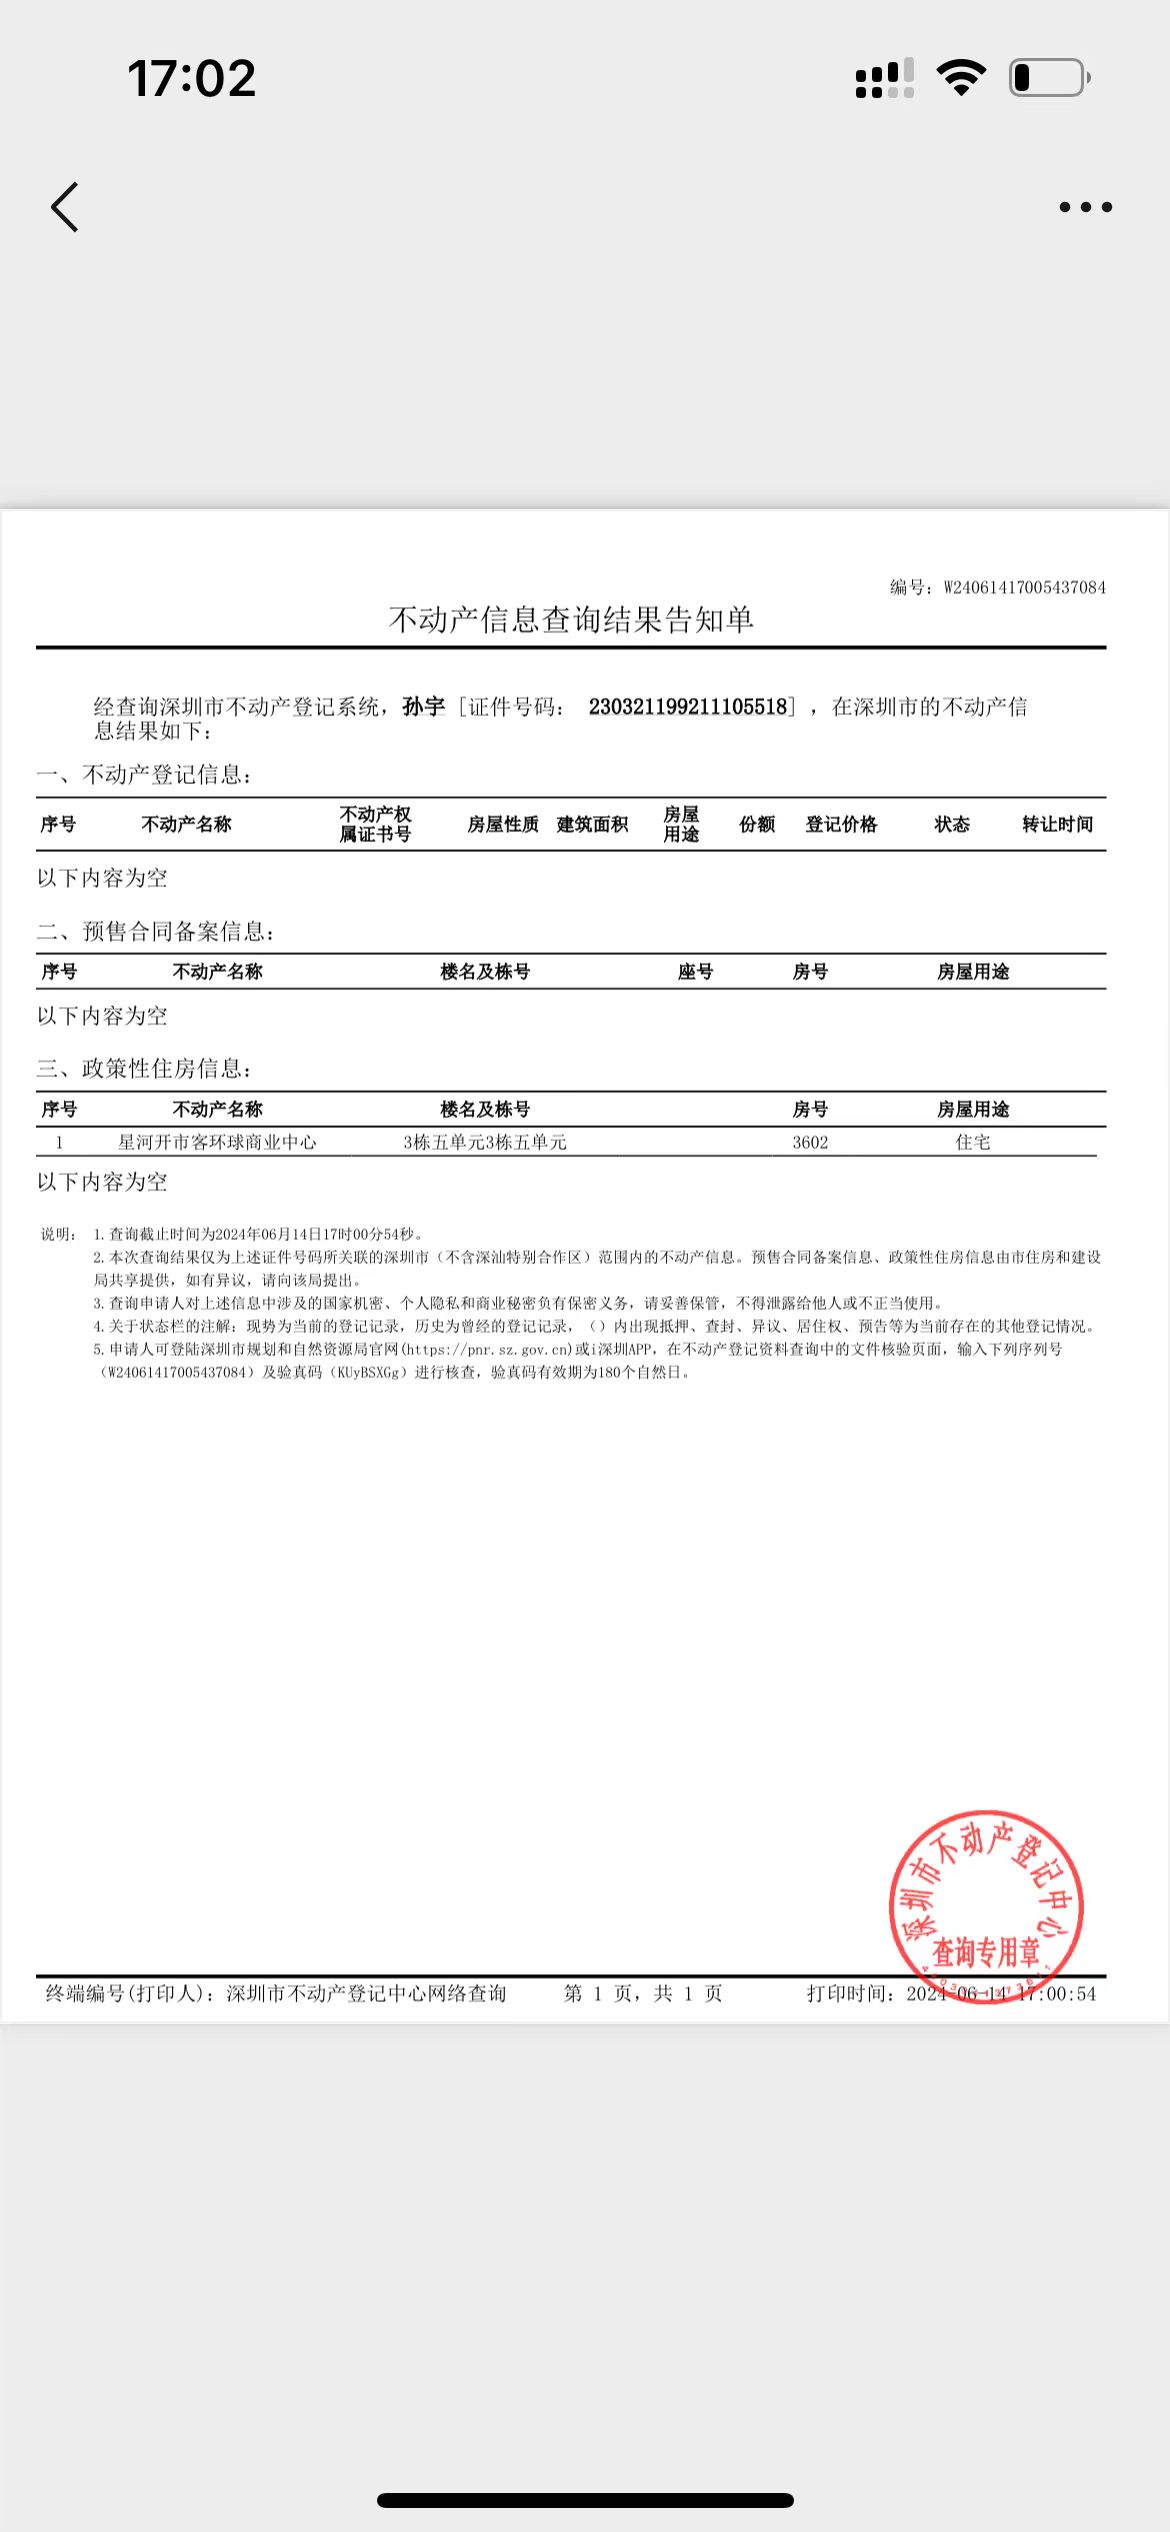 17:02
编号：W24061417005437084
不动产信息查询结果告知单
经查询深圳市不动产登记系统，孙宇 [证件号码： 230321199211105518] ，在深圳市的不动产信
息结果如下：
一、不动产登记信息：
序号 不动产名称 不动产权属证书号 房屋性质 建筑面积 房屋用途 份额 登记价格 状态 转让时间
以下内容为空
二、预售合同备案信息：
序号 不动产名称 楼名及栋号 座号 房号 房屋用途
以下内容为空
三、政策性住房信息：
序号 不动产名称 楼名及栋号 房号 房屋用途
1 星河开市客环球商业中心 3栋五单元3栋五单元 3602 住宅
以下内容为空
说明： 1.查询截止时间为2024年06月14日17时00分54秒。
2.本次查询结果仅为上述证件号码所关联的深圳市（不含深汕特别合作区）范围内的不动产信息。预售合同备案信息、政策性住房信息由市住房和建设
局共享提供，如有异议，请向该局提出。
3.查询申请人对上述信息中涉及的国家机密、个人隐私和商业秘密负有保密义务，请妥善保管，不得泄露给他人或不正当使用。
4.关于状态栏的注解：现势为当前的登记记录，历史为曾经的登记记录，（）内出现抵押、查封、异议、居住权、预告等为当前存在的其他登记情况。
5.申请人可登陆深圳市规划和自然资源局官网(https://pnr.sz.gov.cn)或i深圳APP，在不动产登记资料查询中的文件核验页面，输入下列序列号
（W24061417005437084）及验真码（KUyBSXGg）进行核查，验真码有效期为180个自然日。
深圳市不动产登记中心
查询专用章
终端编号(打印人)：深圳市不动产登记中心网络查询 第 1 页，共 1 页 打印时间：2024-06-14 17:00:54